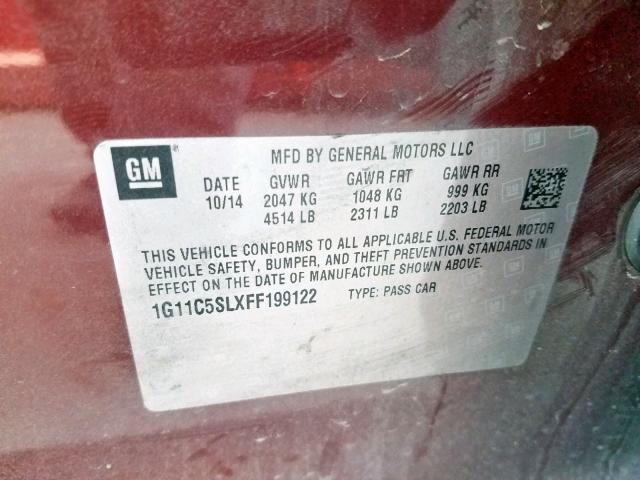 GM
MFD BY GENERAL MOTORS LLC
DATE GVWR GAWR FRT GAWR RR
10/14 2047 KG 1048 KG 999 KG
4514 LB 2311 LB 2203 LB
THIS VEHICLE CONFORMS TO ALL APPLICABLE U.S. FEDERAL MOTOR
VEHICLE SAFETY, BUMPER, AND THEFT PREVENTION STANDARDS IN
EFFECT ON THE DATE OF MANUFACTURE SHOWN ABOVE.
1G11C5SLXFF199122 TYPE: PASS CAR